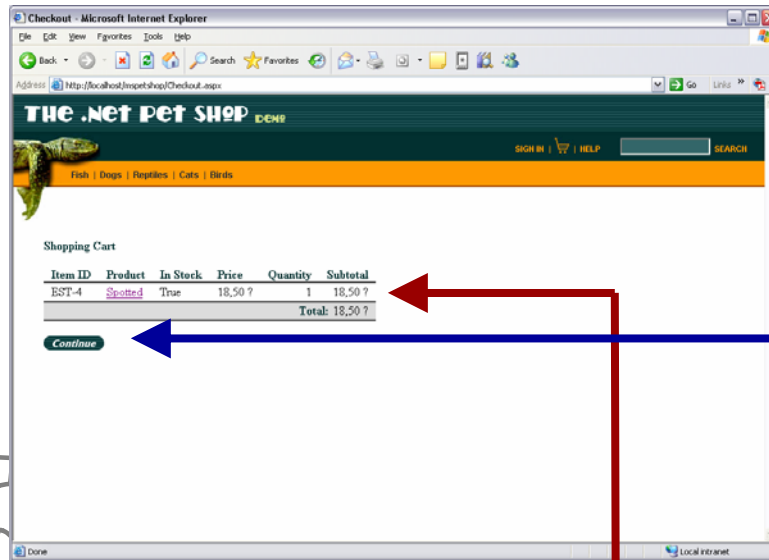 Checkout - Microsoft Internet Explorer
File Edit View Favorites Tools Help
Back Search Favorites
Address http://localhost/mspetshop/Checkout.aspx Go Links »
THE .NET PET SHOP DEMO
SIGN IN | | HELP SEARCH
Fish | Dogs | Reptiles | Cats | Birds
Shopping Cart
Item ID Product In Stock Price Quantity Subtotal
EST-4 Spotted True 18,50 ? 1 18,50 ?
Total: 18,50 ?
Continue
Done Local intranet